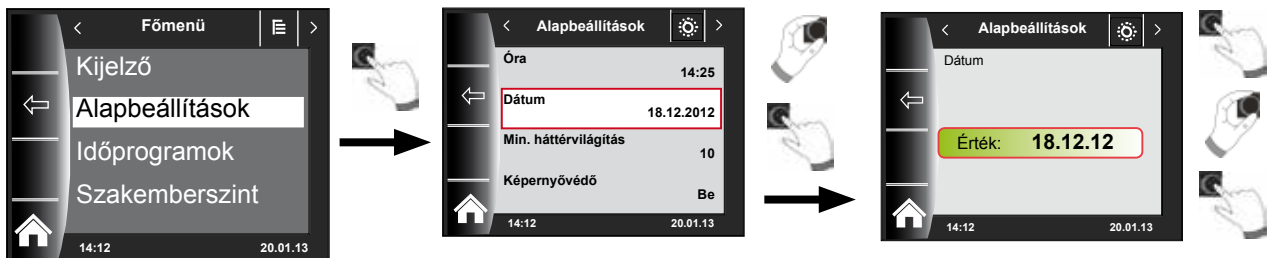 Főmenü
Kijelző
Alapbeállítások
Időprogramok
Szakemberszint
14:12 20.01.13
Alapbeállítások
Óra
14:25
Dátum
18.12.2012
Min. háttérvilágítás
10
Képernyővédő
Be
14:12 20.01.13
Alapbeállítások
Dátum
Érték: 18.12.12
14:12 20.01.13